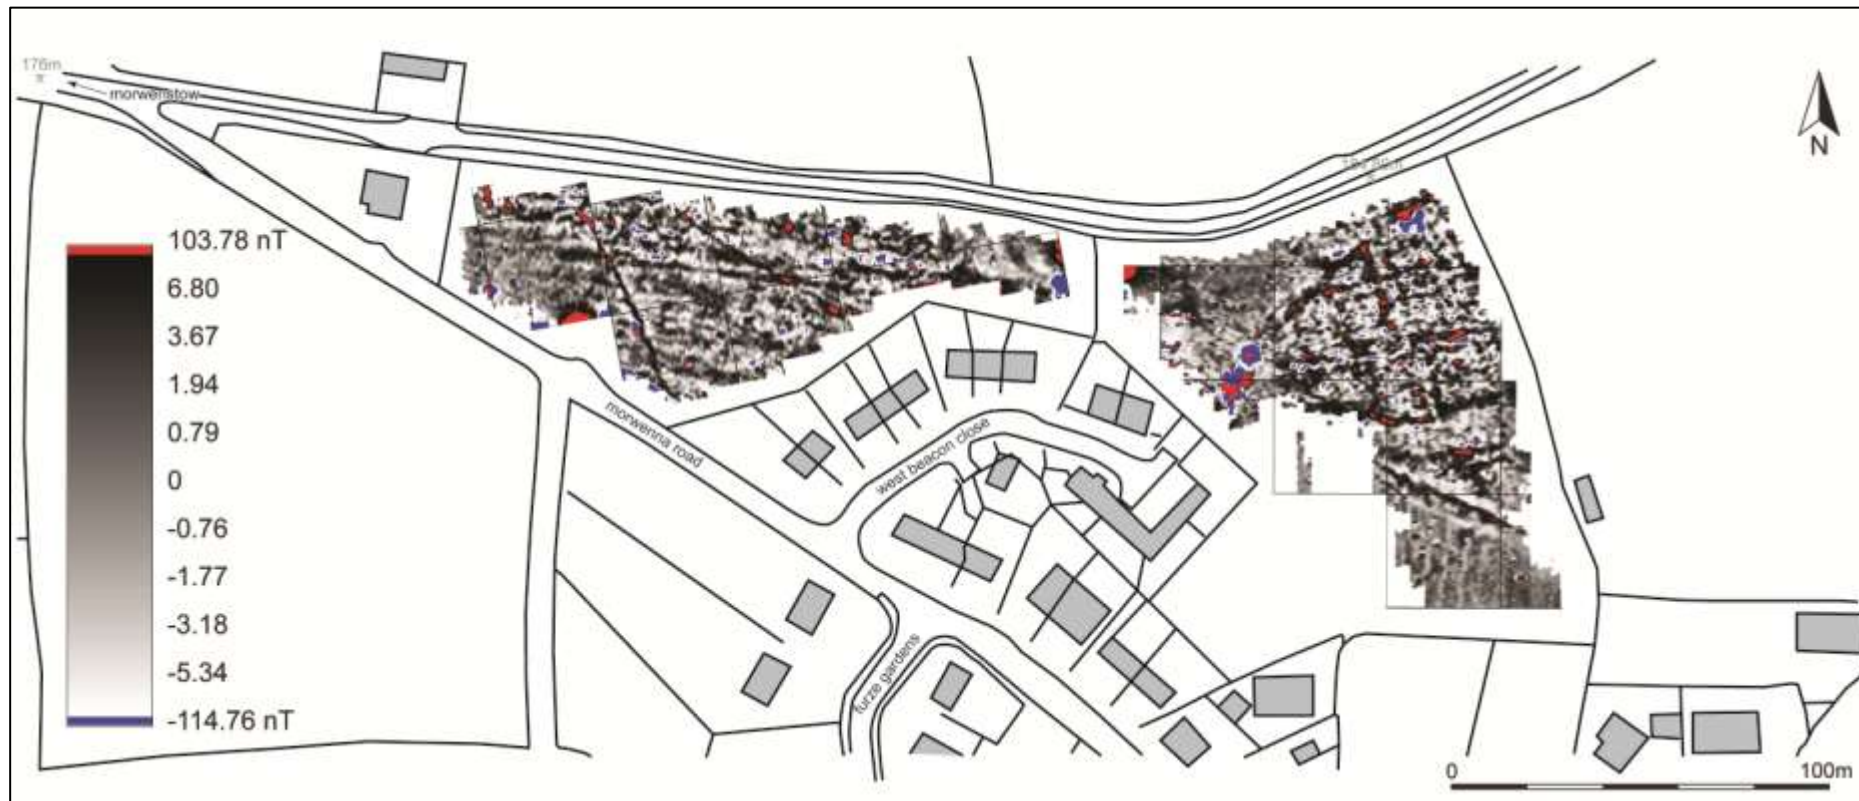 176m
morwenstow
N
103.78 nT
6.80
3.67
1.94
0.79
0
-0.76
-1.77
-3.18
-5.34
-114.76 nT
morwenna road
west beacon close
furze gardens
0
100m